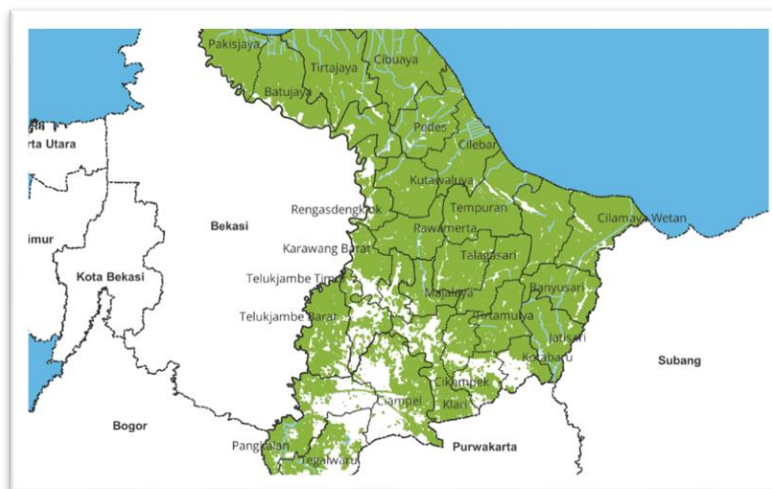 Pakisjaya
Tirtajaya
Cibuaya
Batujaya
Pedes
Cilebar
rta Utara
Kutawaluya
Rengasdengklok
Tempuran
Cilamaya Wetan
Bekasi
Rawamerta
imur
Karawang Barat
Talagasari
Kota Bekasi
Telukjambe Timur
Majalaya
Banyusari
Telukjambe Barat
Tirtamulya
Jatisari
Kotabaru
Subang
Cikampek
Ciampel
Klari
Bogor
Pangkalan
Purwakarta
Tegalwaru